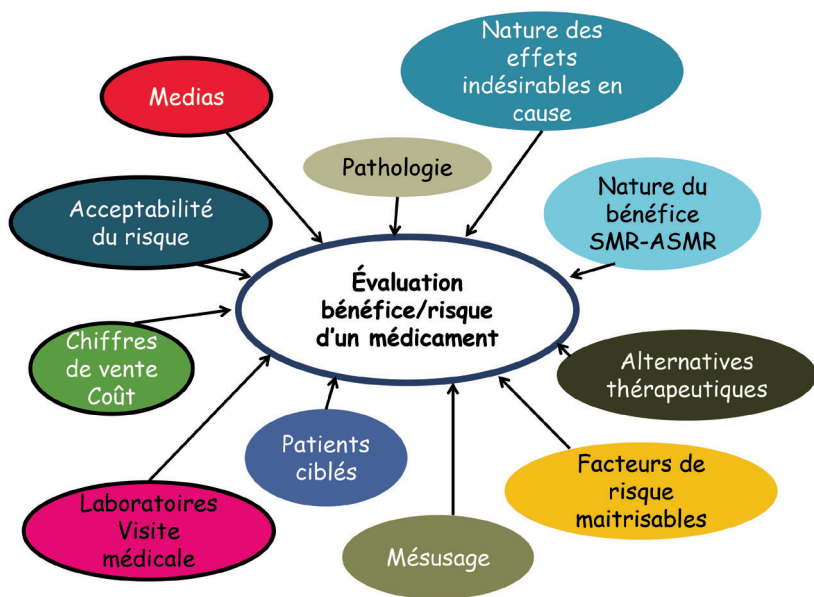 Nature des
effets
indésirables en
cause
Medias
Pathologie
Nature du
bénéfice
SMR-ASMR
Acceptabilité
du risque
Évaluation
bénéfice/risque
d'un médicament
Chiffres
de vente
Coût
Alternatives
thérapeutiques
Patients
ciblés
Facteurs de
risque
maitrisables
Laboratoires
Visite
médicale
Mésusage